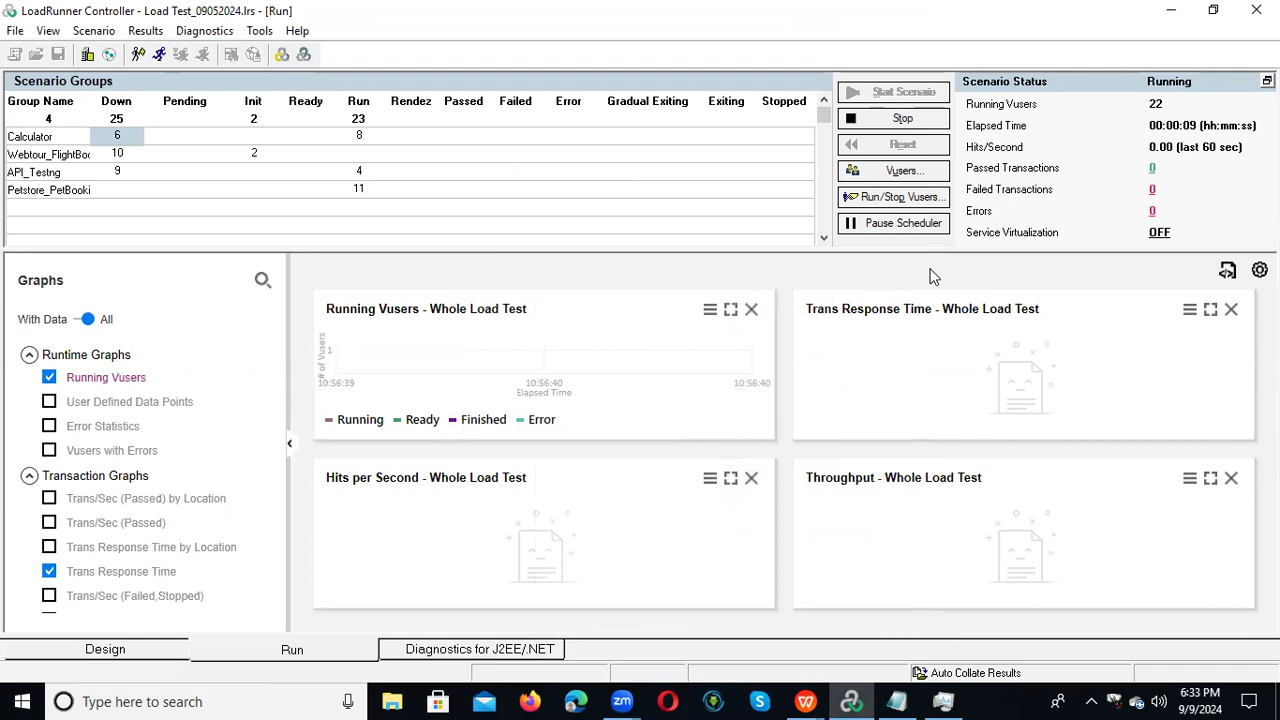 LoadRunner Controller - Load Test_09052024.lrs - [Run]
File View Scenario Results Diagnostics Tools Help
Scenario Groups
Group Name Down Pending Init Ready Run Rendez Passed Failed Error Gradual Exiting Exiting Stopped
4 25 2 23
Calculator 6 8
Webtour_FlightBoo 10 2
API_Testng 9 4
Petstore_PetBooki 11
Start Scenario
Stop
Reset
Vusers...
Run/Stop Vusers...
Pause Scheduler
Scenario Status Running
Running Vusers 22
Elapsed Time 00:00:09 (hh:mm:ss)
Hits/Second 0.00 (last 60 sec)
Passed Transactions 0
Failed Transactions 0
Errors 0
Service Virtualization OFF
Graphs
With Data All
Runtime Graphs
Running Vusers
User Defined Data Points
Error Statistics
Vusers with Errors
Transaction Graphs
Trans/Sec (Passed) by Location
Trans/Sec (Passed)
Trans Response Time by Location
Trans Response Time
Trans/Sec (Failed,Stopped)
Running Vusers - Whole Load Test
# of Vusers
1
10:56:39 10:56:40 10:56:40
Elapsed Time
Running Ready Finished Error
Trans Response Time - Whole Load Test
Hits per Second - Whole Load Test
Throughput - Whole Load Test
Design Run Diagnostics for J2EE/.NET
Auto Collate Results
Type here to search
zm
S
W
6:33 PM
9/9/2024